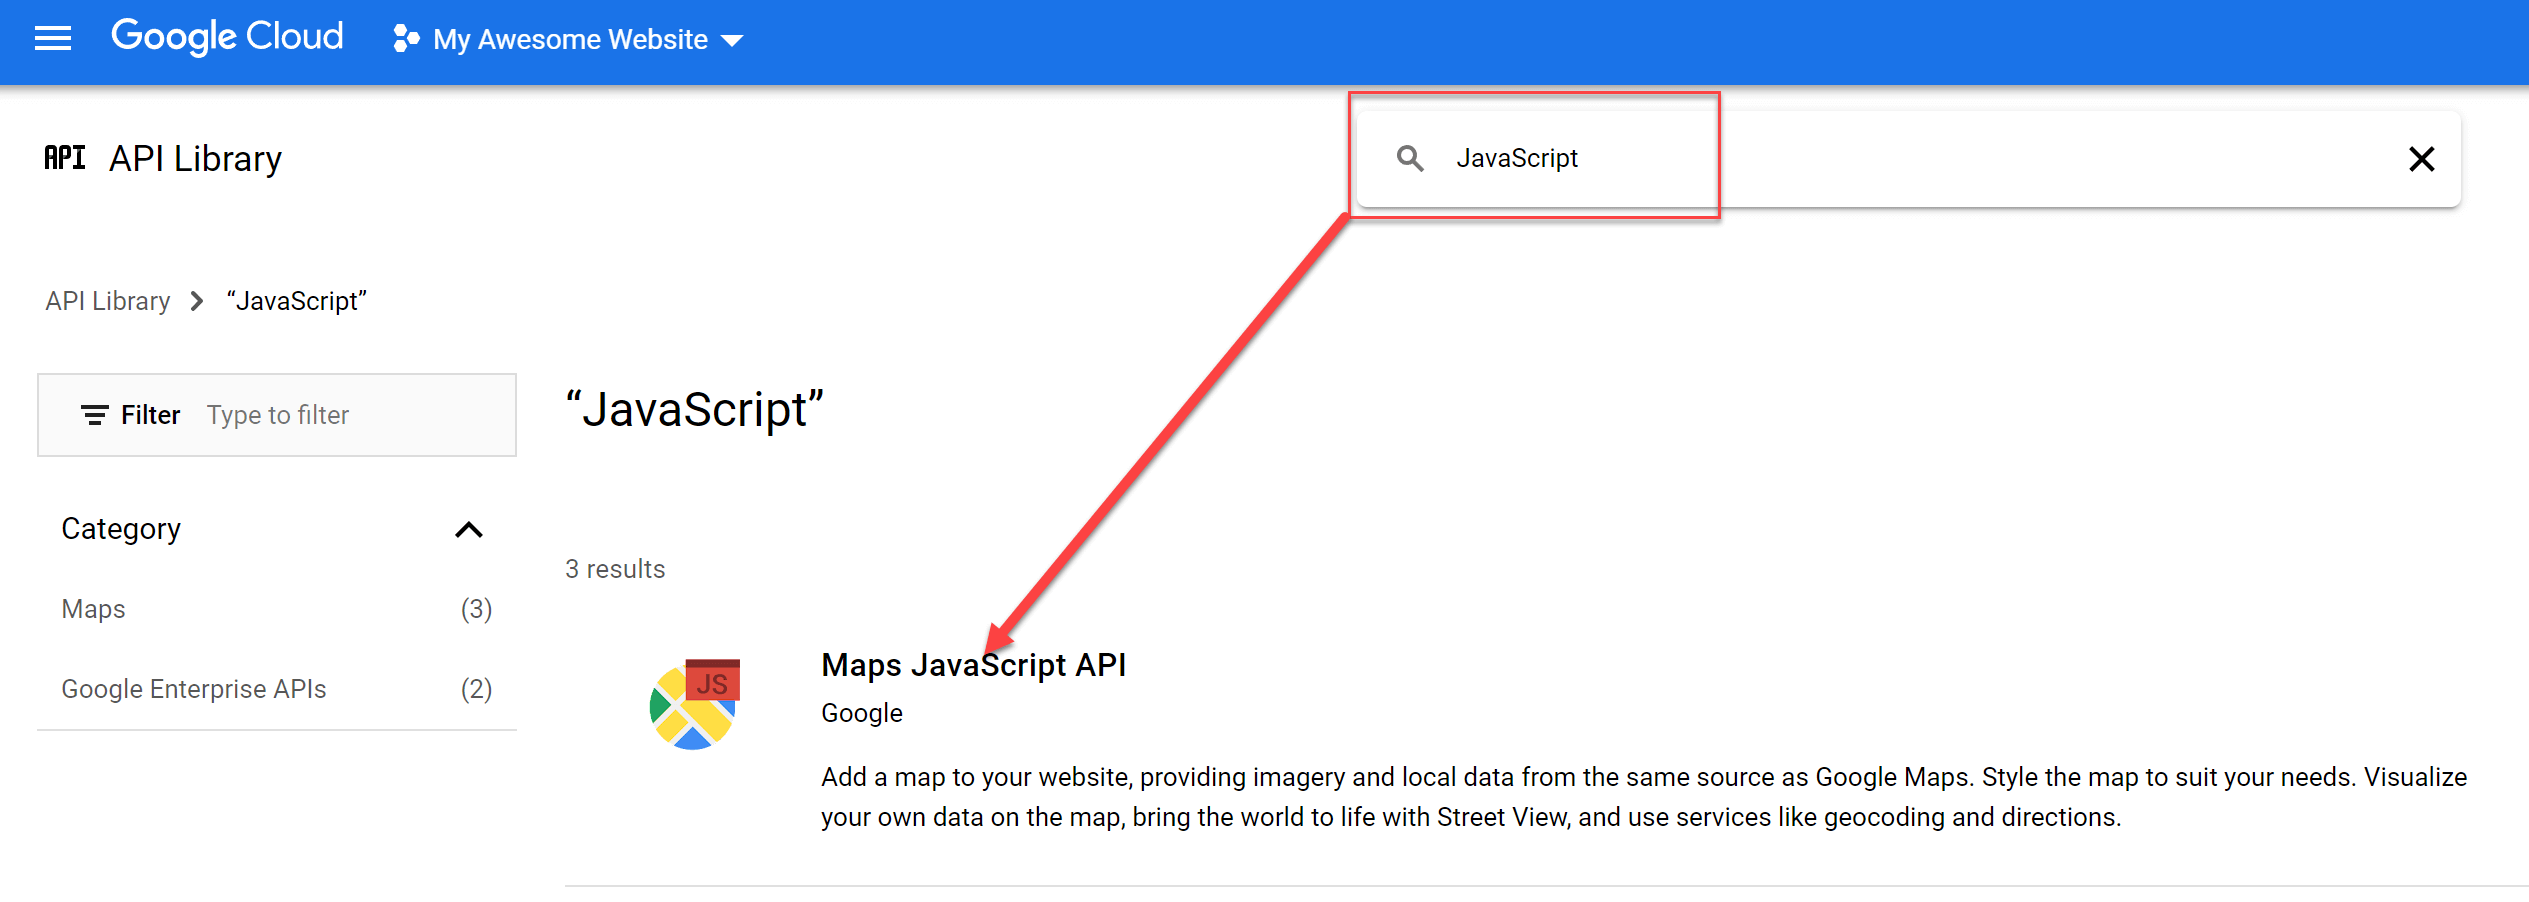 Google Cloud
My Awesome Website
API API Library
JavaScript
API Library “JavaScript”
Filter Type to filter
“JavaScript”
Category
3 results
Maps (3)
Google Enterprise APIs (2)
JS
Maps JavaScript API
Google
Add a map to your website, providing imagery and local data from the same source as Google Maps. Style the map to suit your needs. Visualize
your own data on the map, bring the world to life with Street View, and use services like geocoding and directions.